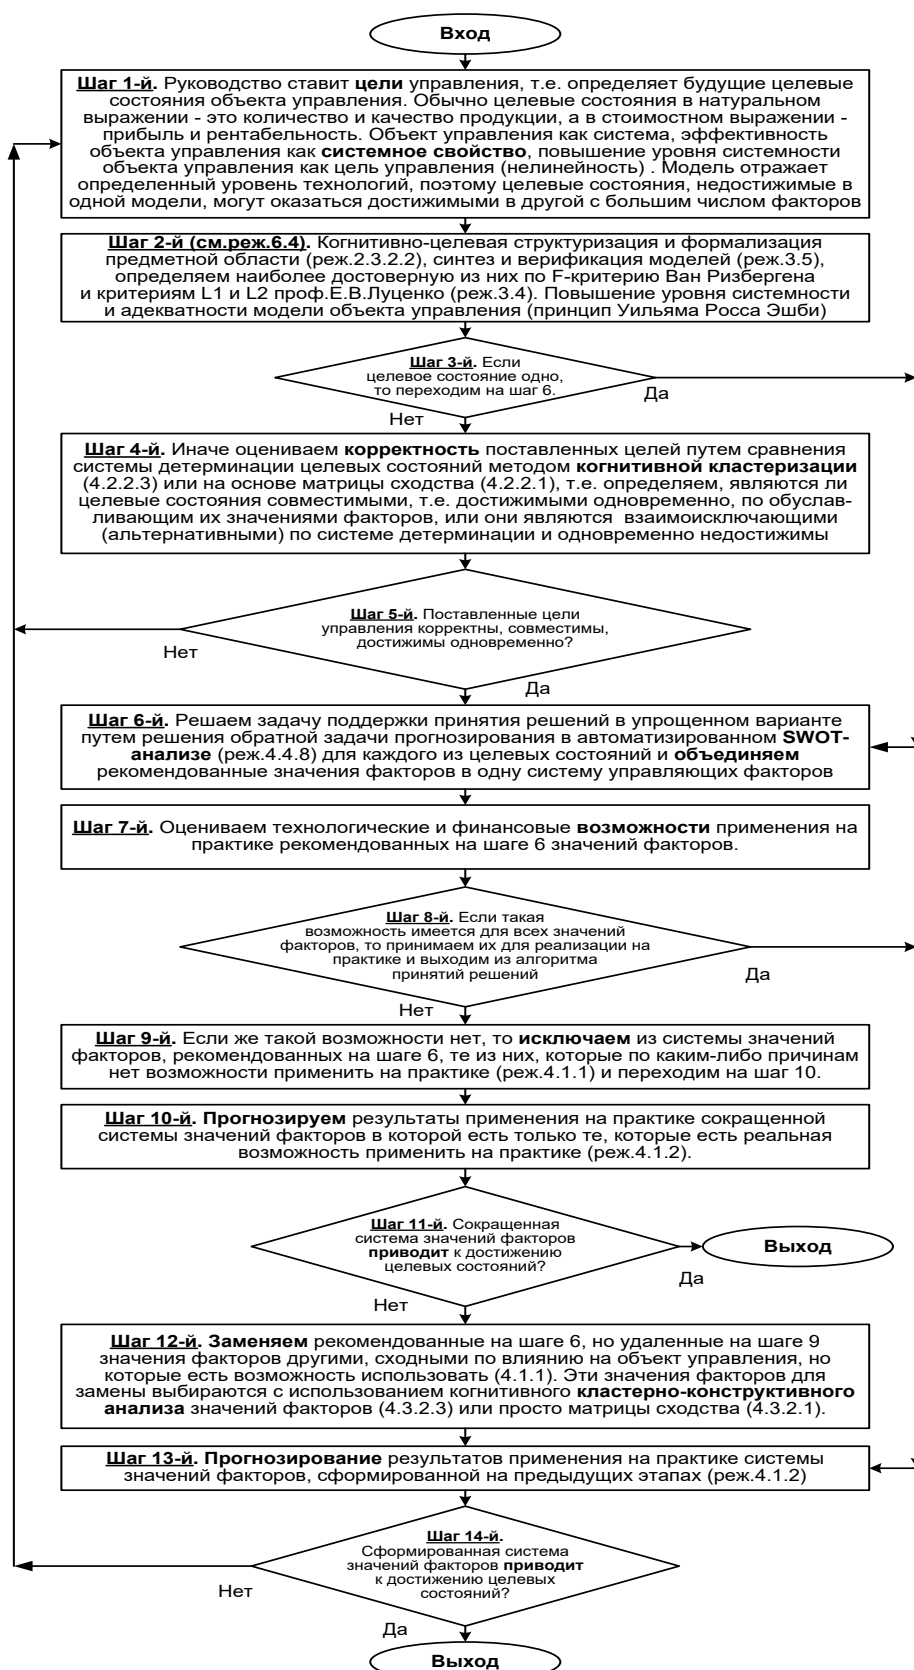 Вход
Шаг 1-й. Руководство ставит цели управления, т.е. определяет будущие целевые
состояния объекта управления. Обычно целевые состояния в натуральном
выражении - это количество и качество продукции, а в стоимостном выражении -
прибыль и рентабельность. Объект управления как система, эффективность
объекта управления как системное свойство, повышение уровня системности
объекта управления как цель управления (нелинейность) . Модель отражает
определенный уровень технологий, поэтому целевые состояния, недостижимые в
одной модели, могут оказаться достижимыми в другой с большим числом факторов
Шаг 2-й (см.реж.6.4). Когнитивно-целевая структуризация и формализация
предметной области (реж.2.3.2.2), синтез и верификация моделей (реж.3.5),
определяем наиболее достоверную из них по F-критерию Ван Ризбергена
и критериям L1 и L2 проф.Е.В.Луценко (реж.3.4). Повышение уровня системности
и адекватности модели объекта управления (принцип Уильяма Росса Эшби)
Шаг 3-й. Если
целевое состояние одно,
то переходим на шаг 6.
Да
Нет
Шаг 4-й. Иначе оцениваем корректность поставленных целей путем сравнения
системы детерминации целевых состояний методом когнитивной кластеризации
(4.2.2.3) или на основе матрицы сходства (4.2.2.1), т.е. определяем, являются ли
целевые состояния совместимыми, т.е. достижимыми одновременно, по обуслав-
ливающим их значениями факторов, или они являются взаимоисключающими
(альтернативными) по системе детерминации и одновременно недостижимы
Шаг 5-й. Поставленные цели
управления корректны, совместимы,
достижимы одновременно?
Нет
Да
Шаг 6-й. Решаем задачу поддержки принятия решений в упрощенном варианте
путем решения обратной задачи прогнозирования в автоматизированном SWOT-
анализе (реж.4.4.8) для каждого из целевых состояний и объединяем
рекомендованные значения факторов в одну систему управляющих факторов
Шаг 7-й. Оцениваем технологические и финансовые возможности применения на
практике рекомендованных на шаге 6 значений факторов.
Шаг 8-й. Если такая
возможность имеется для всех значений
факторов, то принимаем их для реализации на
практике и выходим из алгоритма
принятий решений
Да
Нет
Шаг 9-й. Если же такой возможности нет, то исключаем из системы значений
факторов, рекомендованных на шаге 6, те из них, которые по каким-либо причинам
нет возможности применить на практике (реж.4.1.1) и переходим на шаг 10.
Шаг 10-й. Прогнозируем результаты применения на практике сокращенной
системы значений факторов в которой есть только те, которые есть реальная
возможность применить на практике (реж.4.1.2).
Шаг 11-й. Сокращенная
система значений факторов
приводит к достижению
целевых состояний?
Выход
Да
Нет
Шаг 12-й. Заменяем рекомендованные на шаге 6, но удаленные на шаге 9
значения факторов другими, сходными по влиянию на объект управления, но
которые есть возможность использовать (4.1.1). Эти значения факторов для
замены выбираются с использованием когнитивного кластерно-конструктивного
анализа значений факторов (4.3.2.3) или просто матрицы сходства (4.3.2.1).
Шаг 13-й. Прогнозирование результатов применения на практике системы
значений факторов, сформированной на предыдущих этапах (реж.4.1.2)
Шаг 14-й.
Сформированная система
значений факторов приводит
к достижению целевых
состояний?
Нет
Да
Выход